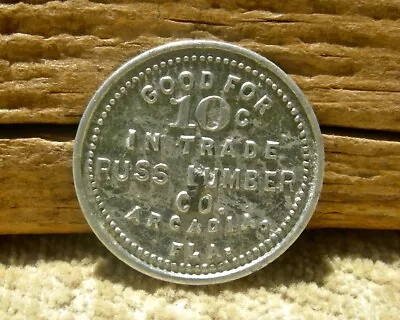 GOOD FOR
10¢
IN TRADE
RUSS LUMBER
CO.
ARCADIA,
FLA.